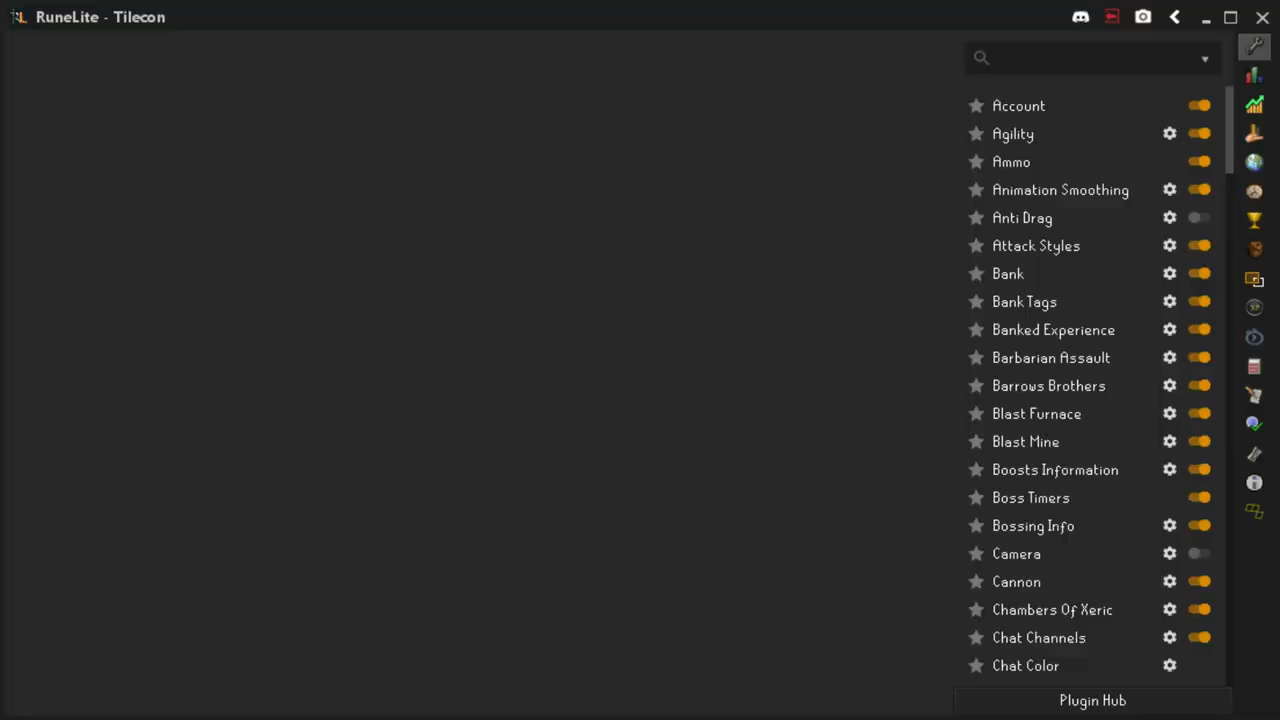 RuneLite - Tilecon
Account
Agility
Ammo
Animation Smoothing
Anti Drag
Attack Styles
Bank
Bank Tags
Banked Experience
Barbarian Assault
Barrows Brothers
Blast Furnace
Blast Mine
Boosts Information
Boss Timers
Bossing Info
Camera
Cannon
Chambers Of Xeric
Chat Channels
Chat Color
Plugin Hub